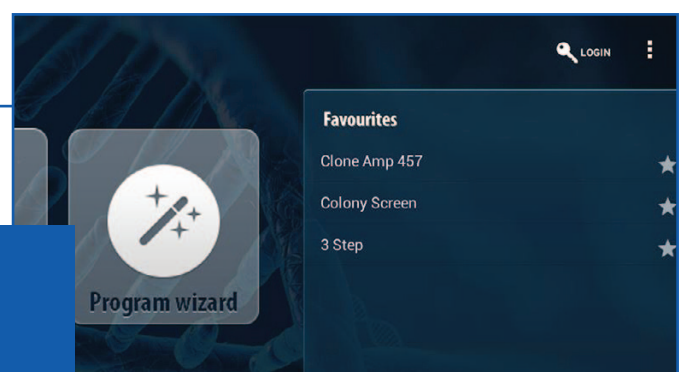 LOGIN
Favourites
Clone Amp 457
Colony Screen
3 Step
Program wizard